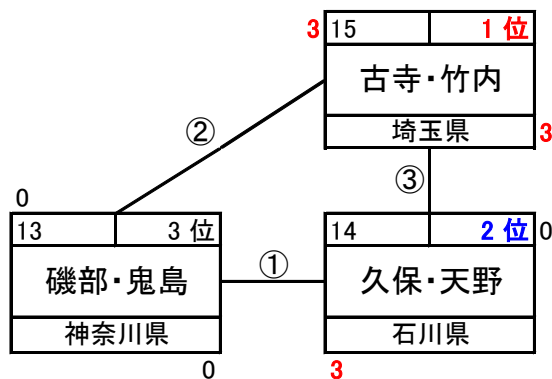 3 15 1 位
古寺・竹内
埼玉県 3
②
③
0
13 3 位
14 2 位 0
磯部・鬼島
①
久保・天野
神奈川県
石川県
0
3